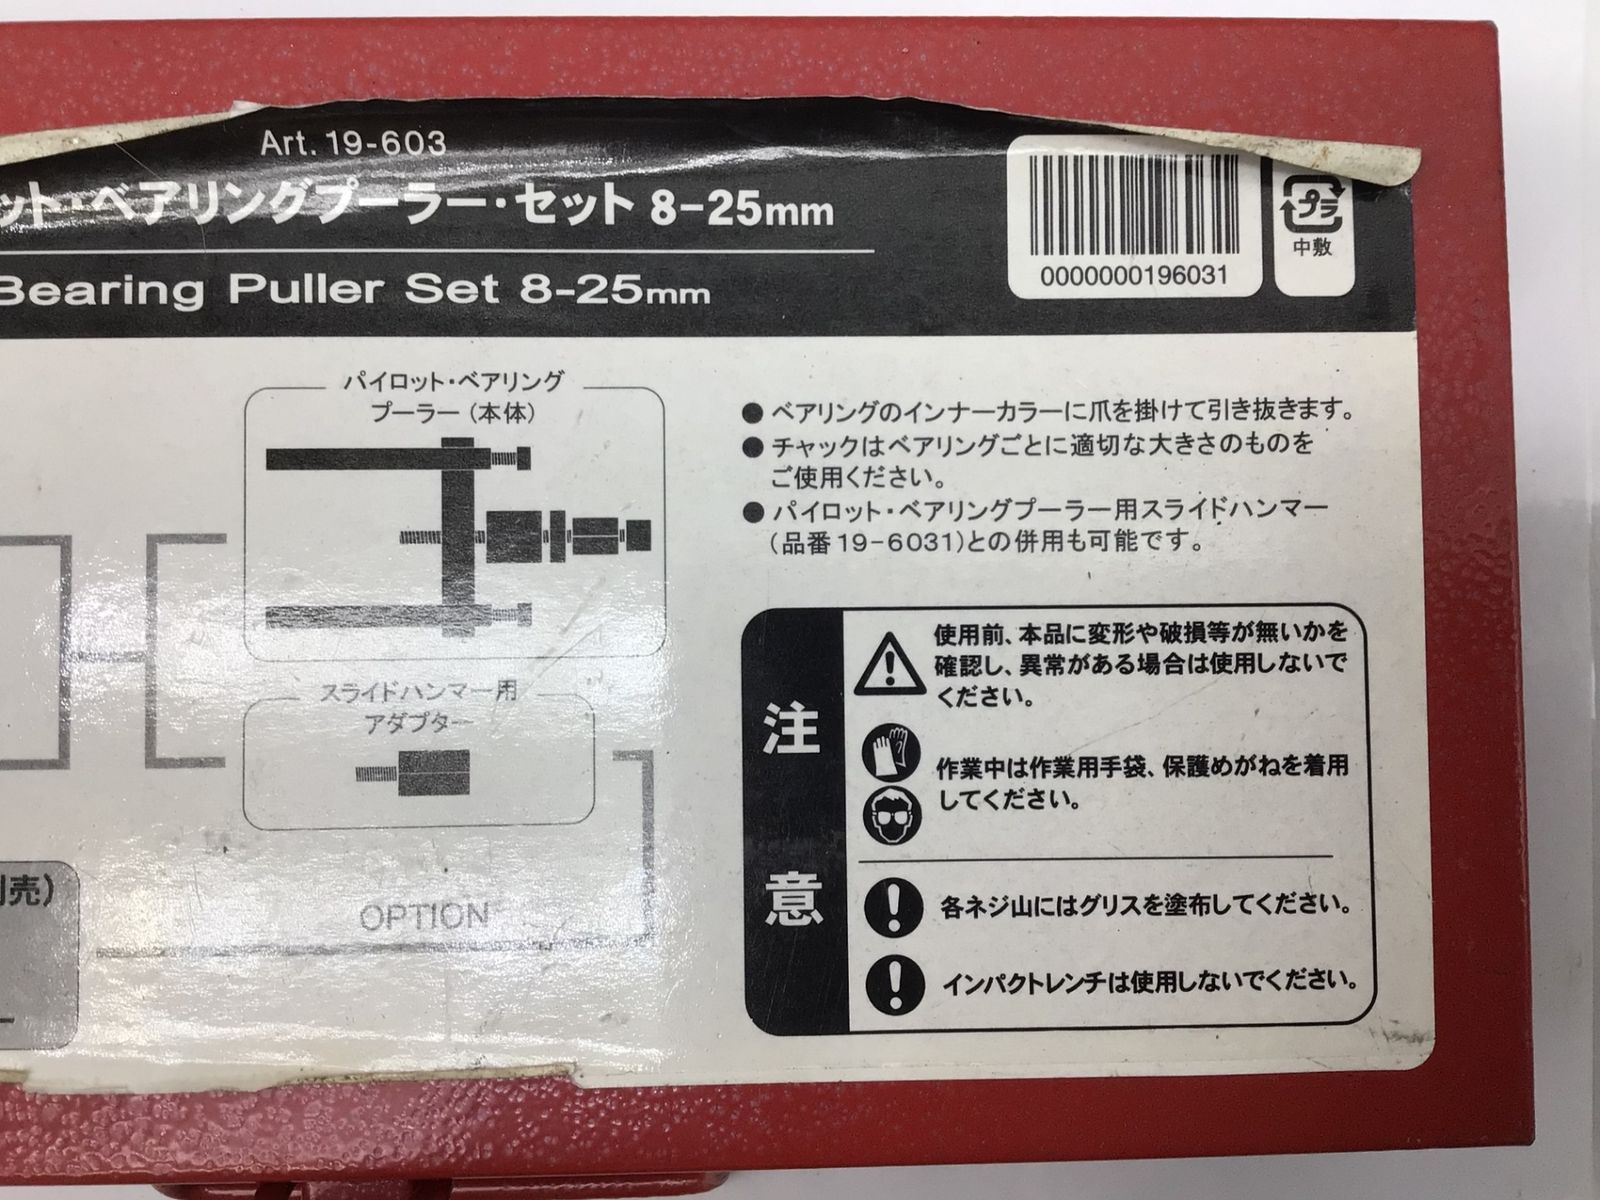 Art. 19-603
ット・ベアリングプーラー・セット 8-25mm
Bearing Puller Set 8-25mm
0000000196031
プラ
中敷
パイロット・ベアリング
プーラー（本体）
スライドハンマー用
アダプター
売）
OPTION
● ベアリングのインナーカラーに爪を掛けて引き抜きます。
● チャックはベアリングごとに適切な大きさのものを
ご使用ください。
● パイロット・ベアリングプーラー用スライドハンマー
（品番19-6031）との併用も可能です。
注意
使用前、本品に変形や破損等が無いかを
確認し、異常がある場合は使用しないで
ください。
作業中は作業用手袋、保護めがねを着用
してください。
各ネジ山にはグリスを塗布してください。
インパクトレンチは使用しないでください。